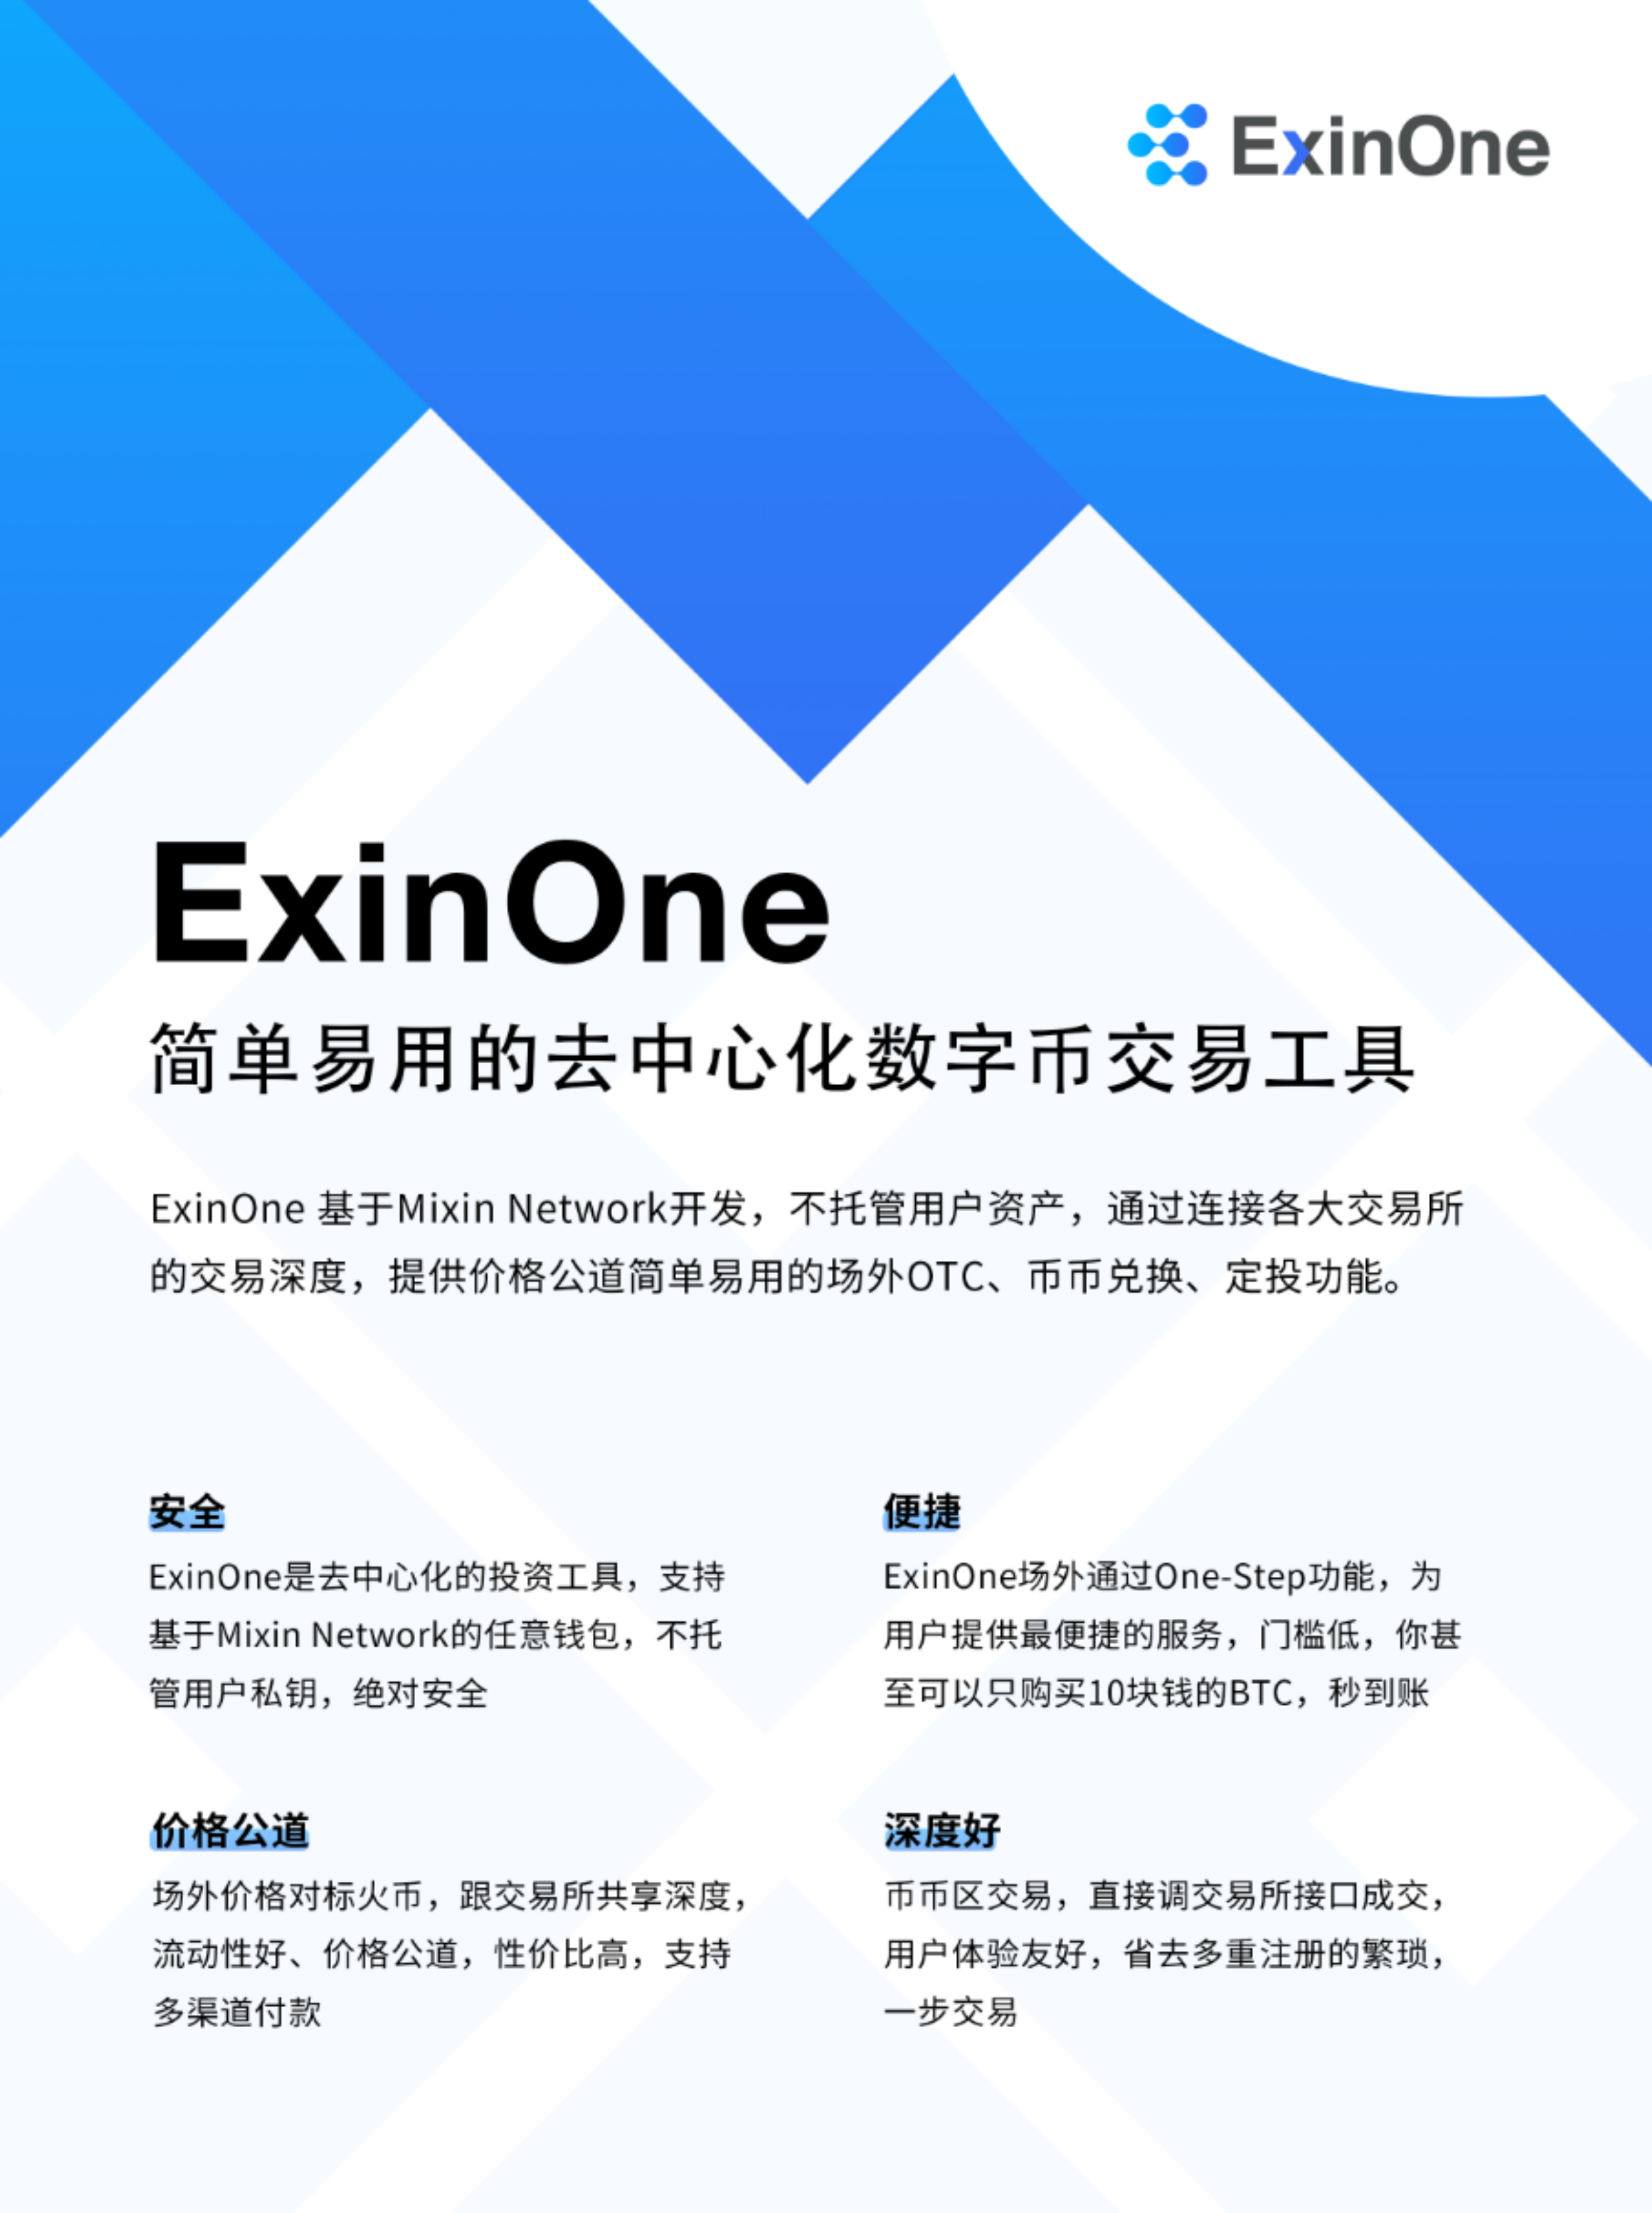 ExinOne
ExinOne
简单易用的去中心化数字币交易工具
ExinOne 基于Mixin Network开发，不托管用户资产，通过连接各大交易所
的交易深度，提供价格公道简单易用的场外OTC、币币兑换、定投功能。
安全
ExinOne是去中心化的投资工具，支持
基于Mixin Network的任意钱包，不托
管用户私钥，绝对安全
便捷
ExinOne场外通过One-Step功能，为
用户提供最便捷的服务，门槛低，你甚
至可以只购买10块钱的BTC，秒到账
价格公道
场外价格对标火币，跟交易所共享深度，
流动性好、价格公道，性价比高，支持
多渠道付款
深度好
币币区交易，直接调交易所接口成交，
用户体验友好，省去多重注册的繁琐，
一步交易